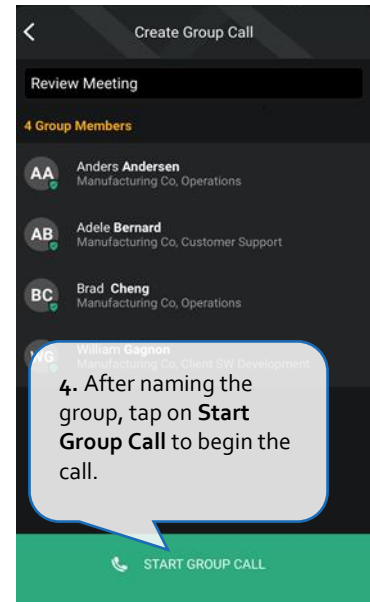 Create Group Call
Review Meeting
4 Group Members
AA
Anders Andersen
Manufacturing Co, Operations
AB
Adele Bernard
Manufacturing Co, Customer Support
BC
Brad Cheng
Manufacturing Co, Operations
WG
William Gagnon
Manufacturing Co, Client SW Development
4. After naming the
group, tap on Start
Group Call to begin the
call.
START GROUP CALL